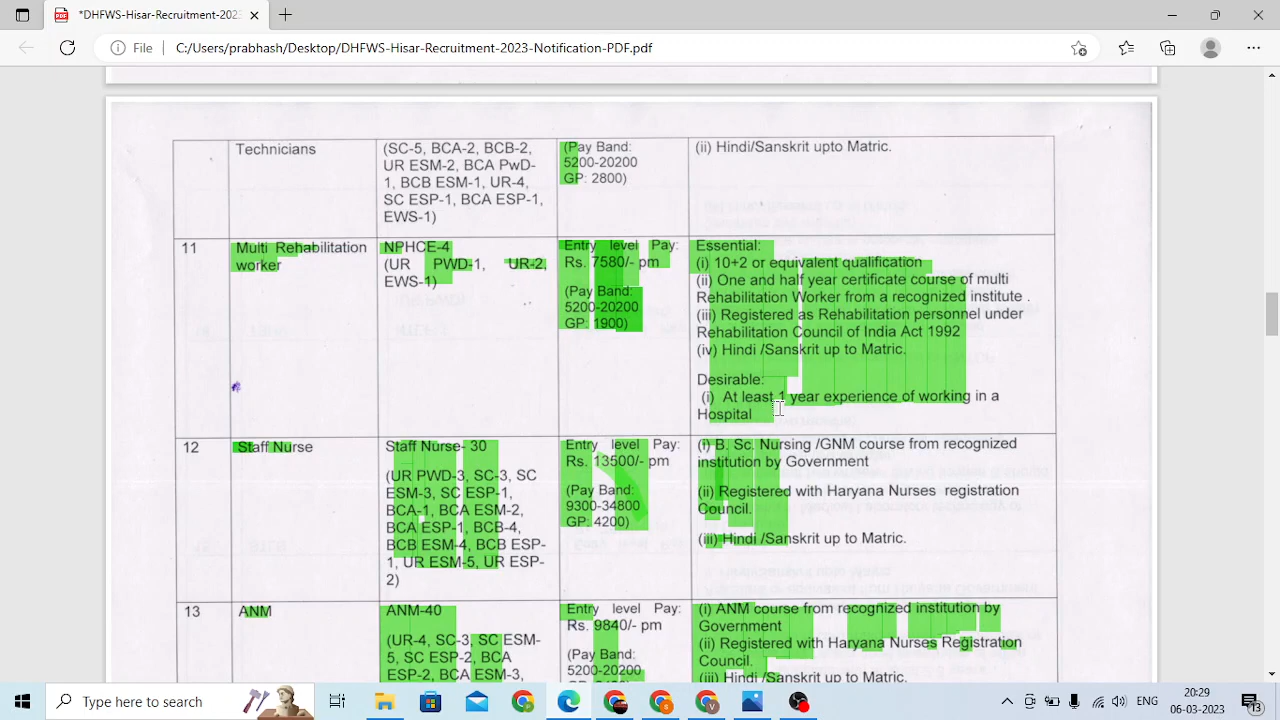 *DHFWS-Hisar-Recruitment-2023-N
File
C:/Users/prabhash/Desktop/DHFWS-Hisar-Recruitment-2023-Notification-PDF.pdf
Technicians
(SC-5, BCA-2, BCB-2,
UR ESM-2, BCA PwD-
1, BCB ESM-1, UR-4,
SC ESP-1, BCA ESP-1,
EWS-1)
(Pay Band:
5200-20200
GP: 2800)
(ii) Hindi/Sanskrit upto Matric.
11
Multi Rehabilitation
worker
NPHCE-4
(UR PWD-1, UR-2,
EWS-1)
Entry level Pay:
Rs. 7580/- pm
(Pay Band:
5200-20200
GP: 1900)
Essential:
(i) 10+2 or equivalent qualification
(ii) One and half year certificate course of multi
Rehabilitation Worker from a recognized institute
(iii) Registered as Rehabilitation personnel under
Rehabilitation Council of India Act 1992
(iv) Hindi /Sanskrit up to Matric.
Desirable:
(i) At least 1 year experience of working in a
Hospital
12
Staff Nurse
Staff Nurse- 30
(UR PWD-3, SC-3, SC
ESM-3, SC ESP-1,
BCA-1, BCA ESM-2,
BCA ESP-1, BCB-4,
BCB ESM-4, BCB ESP-
1, UR ESM-5, UR ESP-
2)
Entry level Pay:
Rs. 13500/- pm
(Pay Band:
9300-34800
GP: 4200)
(i) B. Sc. Nursing /GNM course from recognized
institution by Government
(ii) Registered with Haryana Nurses registration
Council.
(iii) Hindi /Sanskrit up to Matric.
13
ANM
ANM-40
(UR-4, SC-3, SC ESM-
5, SC ESP-2, BCA
ESP-2, BCA ESM-3,
Entry level Pay:
Rs. 9840/- pm
(Pay Band:
5200-20200
(i) ANM course from recognized institution by
Government
(ii) Registered with Haryana Nurses Registration
Council.
(iii) Hindi /Sanskrit up to Matric.
Type here to search
ENG
20:29
06-03-2023
13